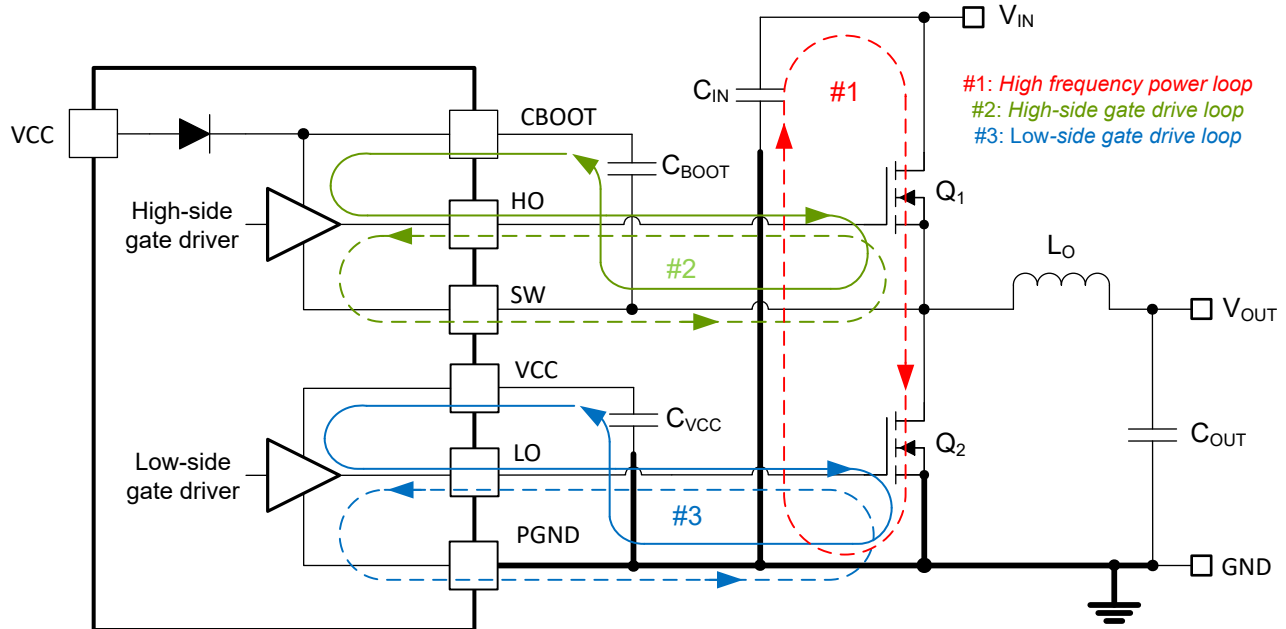 V_IN
C_IN
#1
#1: High frequency power loop
#2: High-side gate drive loop
#3: Low-side gate drive loop
VCC
CBOOT
C_BOOT
HO
Q_1
High-side
gate driver
#2
L_O
SW
V_OUT
VCC
C_VCC
C_OUT
LO
Q_2
Low-side
gate driver
#3
PGND
GND